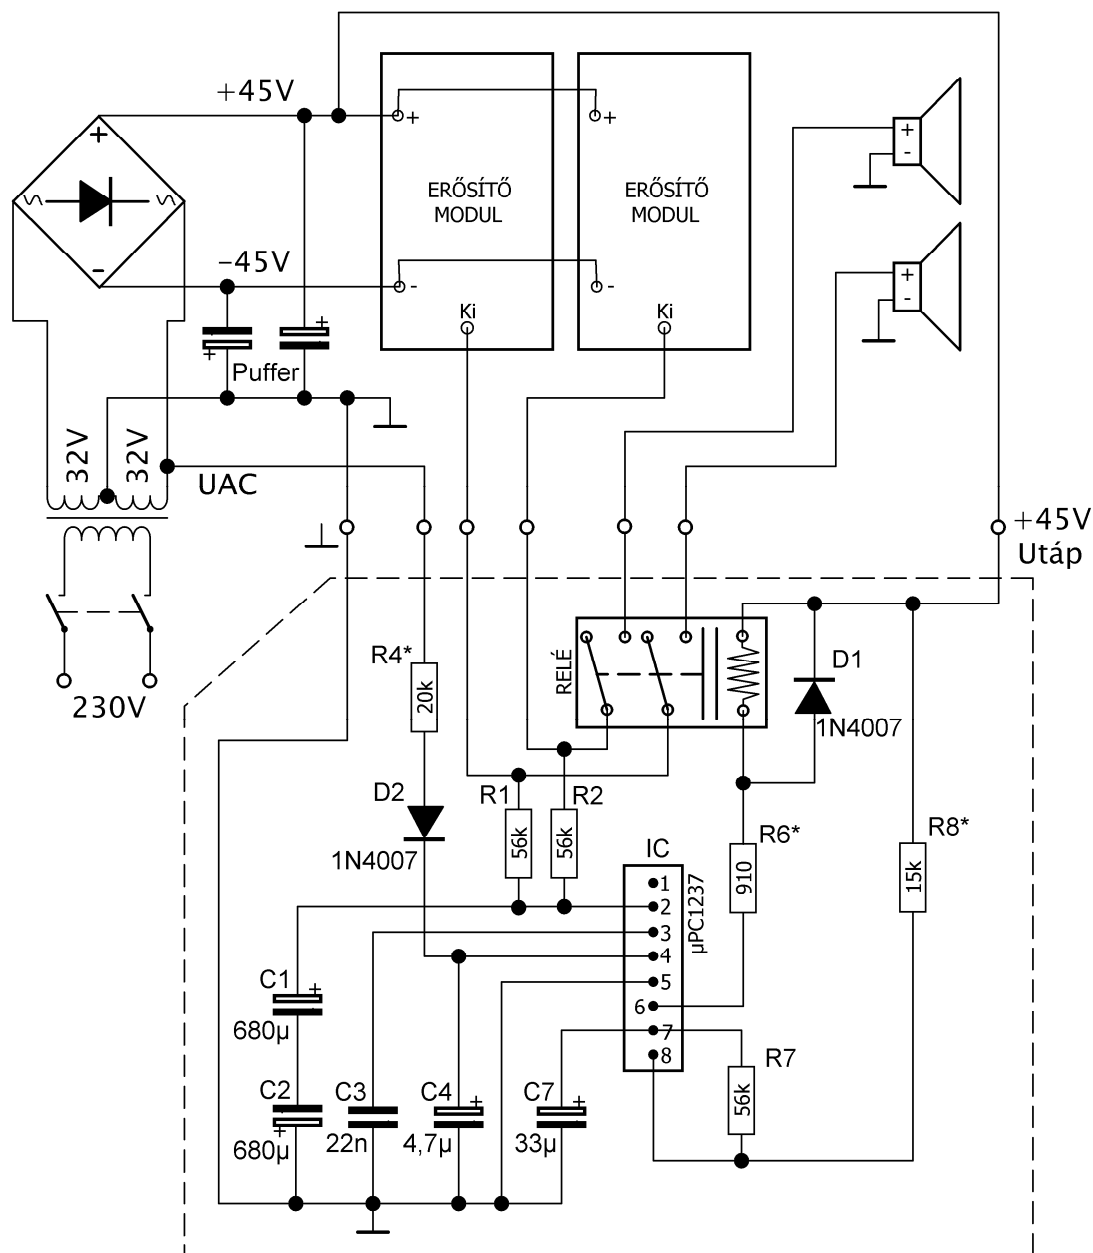 +45V
+
+
ERŐSÍTŐ
MODUL
ERŐSÍTŐ
MODUL
+
-
+
-
+
-
-45V
-
-
Ki
Ki
+
+
Puffer
32V
32V
UAC
+45V
Utáp
230V
R4*
20k
RELÉ
D1
1N4007
D2
1N4007
R1
56k
R2
56k
R6*
910
R8*
15k
IC
µPC1237
1
2
3
4
5
6
7
8
C1
+
680µ
C2
+
680µ
C3
22n
C4
+
4,7µ
C7
+
33µ
R7
56k